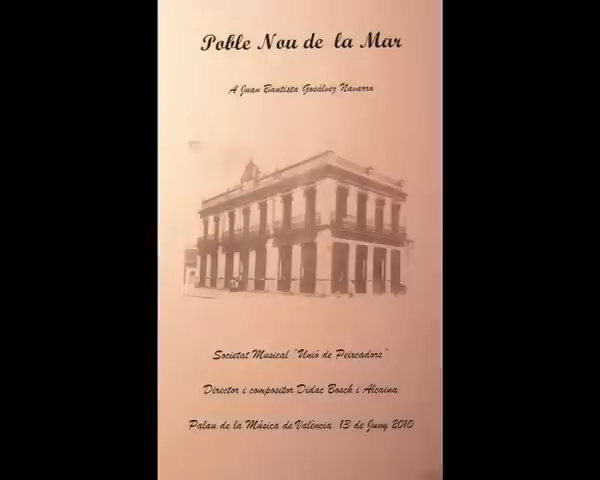 Poble Nou de la Mar
A Juan Bautista Gosálvez Navarro
Societat Musical "Unió de Peixcadors"
Director i compositor Didac Bosch i Alcaina
Palau de la Música de València 13 de Juny 2010